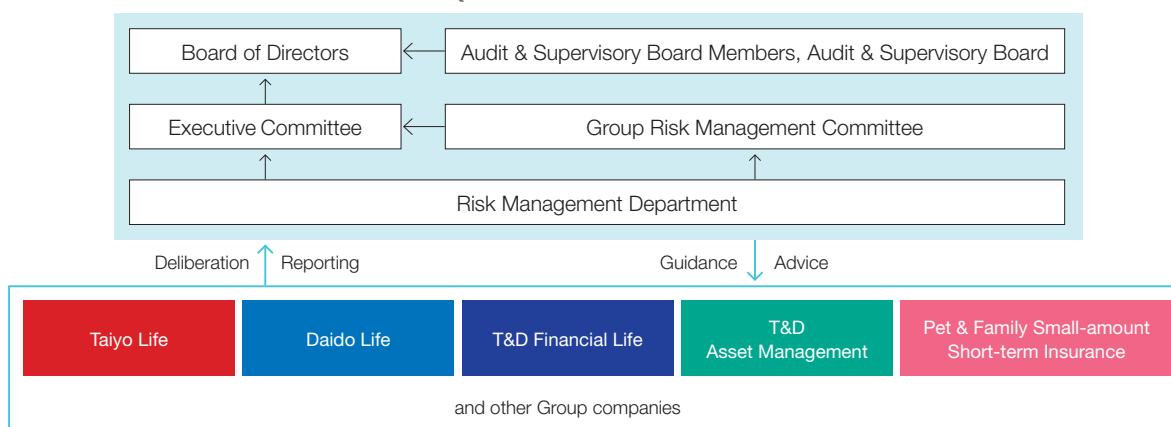 Board of Directors
Audit & Supervisory Board Members, Audit & Supervisory Board
Executive Committee
Group Risk Management Committee
Risk Management Department
Deliberation
Reporting
Guidance
Advice
Taiyo Life
Daido Life
T&D Financial Life
T&D
Asset Management
Pet & Family Small-amount
Short-term Insurance
and other Group companies